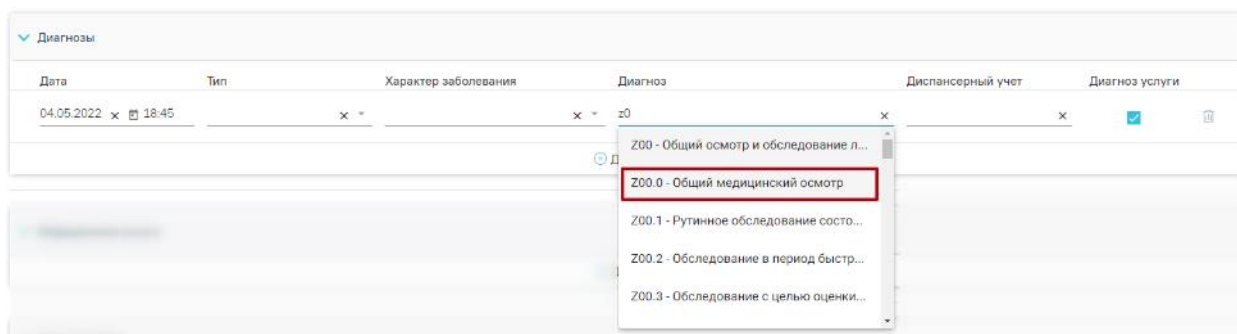 Диагнозы
Дата Тип Характер заболевания Диагноз Диспансерный учет Диагноз услуги
04.05.2022 18:45 z0
Z00 - Общий осмотр и обследование л...
Z00.0 - Общий медицинский осмотр
Z00.1 - Рутинное обследование состо...
Z00.2 - Обследование в период быстр...
Z00.3 - Обследование с целью оценки...